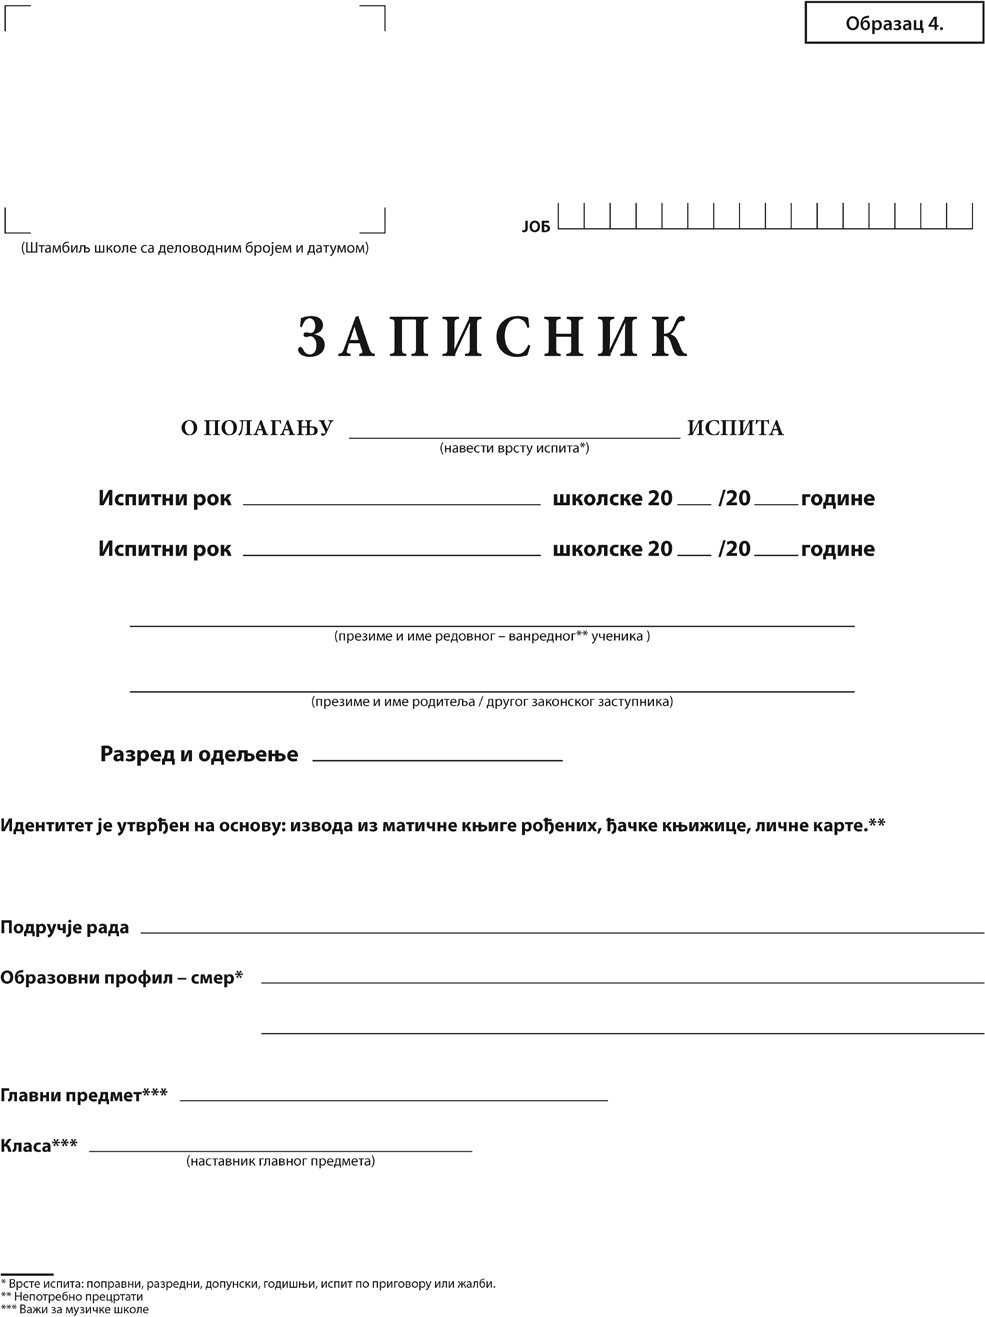 Образац 4.
ЈОБ
(Штамбиљ школе са деловодним бројем и датумом)
ЗАПИСНИК
О ПОЛАГАЊУ ИСПИТА
(навести врсту испита*)
Испитни рок школске 20 /20 године
Испитни рок школске 20 /20 године
(презиме и име редовног – ванредног** ученика )
(презиме и име родитеља / другог законског заступника)
Разред и одељење
Идентитет је утврђен на основу: извода из матичне књиге рођених, ђачке књижице, личне карте.**
Подручје рада
Образовни профил – смер*
Главни предмет***
Класа***
(наставник главног предмета)
* Врсте испита: поправни, разредни, допунски, годишњи, испит по приговору или жалби.
** Непотребно прецртати
*** Важи за музичке школе